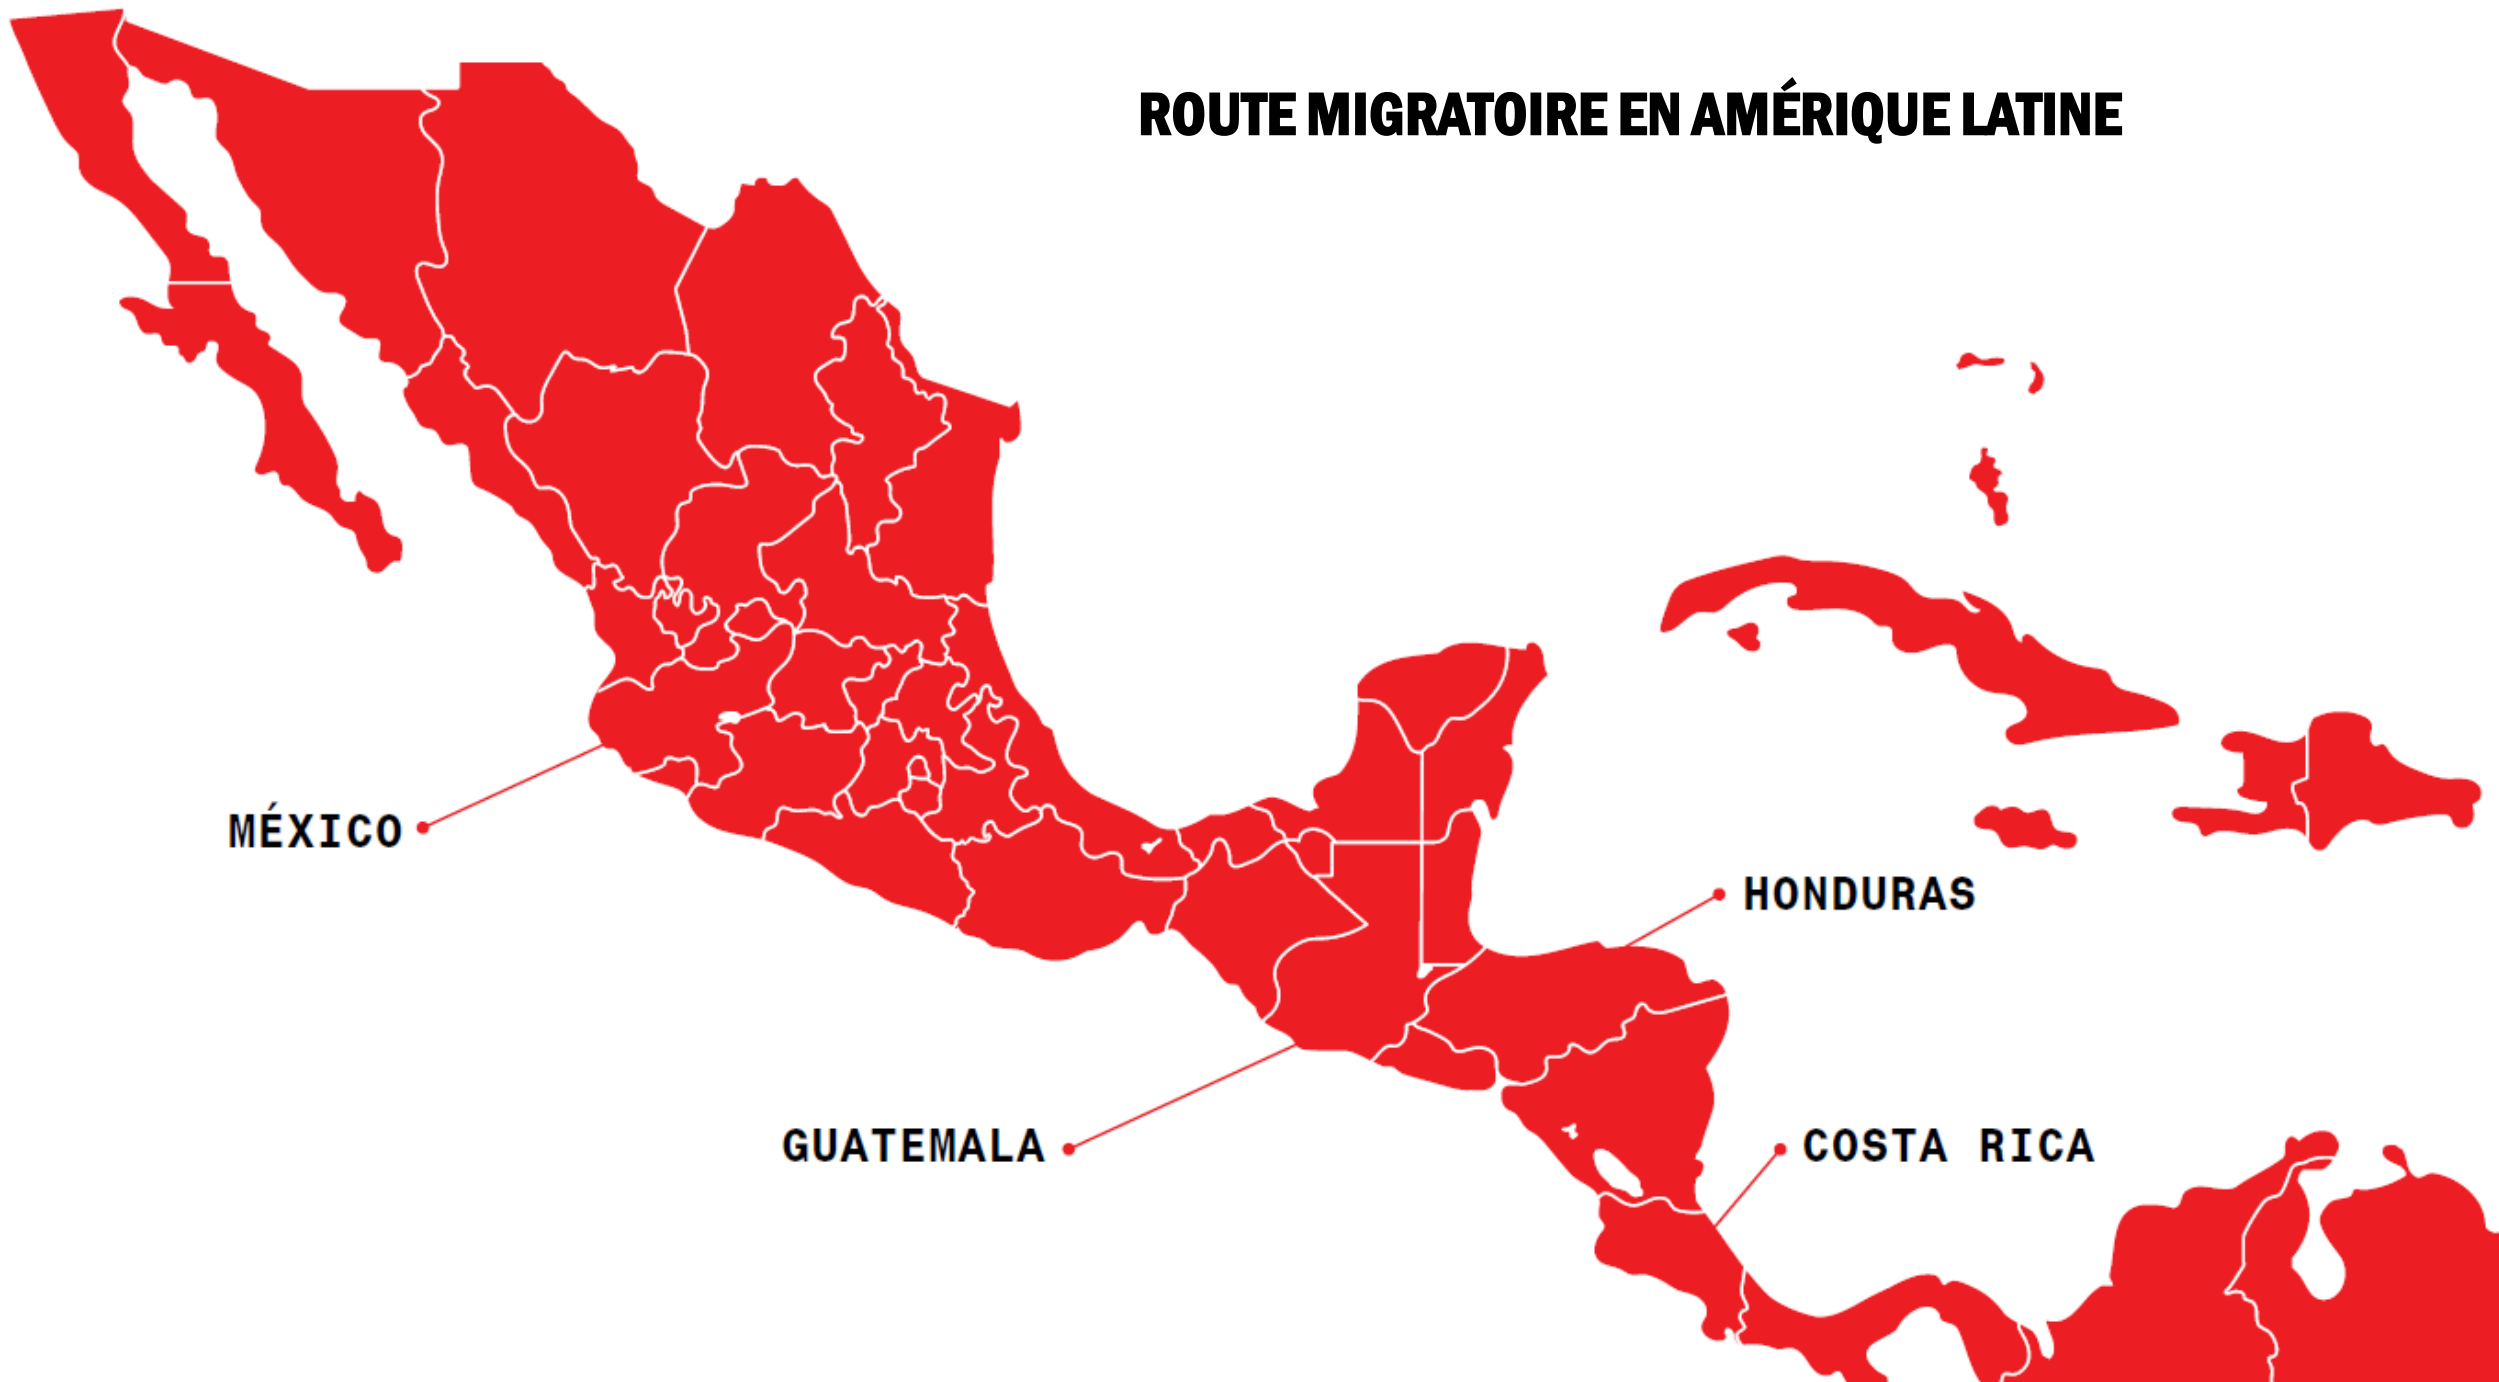 ROUTE MIGRATOIRE EN AMÉRIQUE LATINE
MÉXICO
HONDURAS
GUATEMALA
COSTA RICA